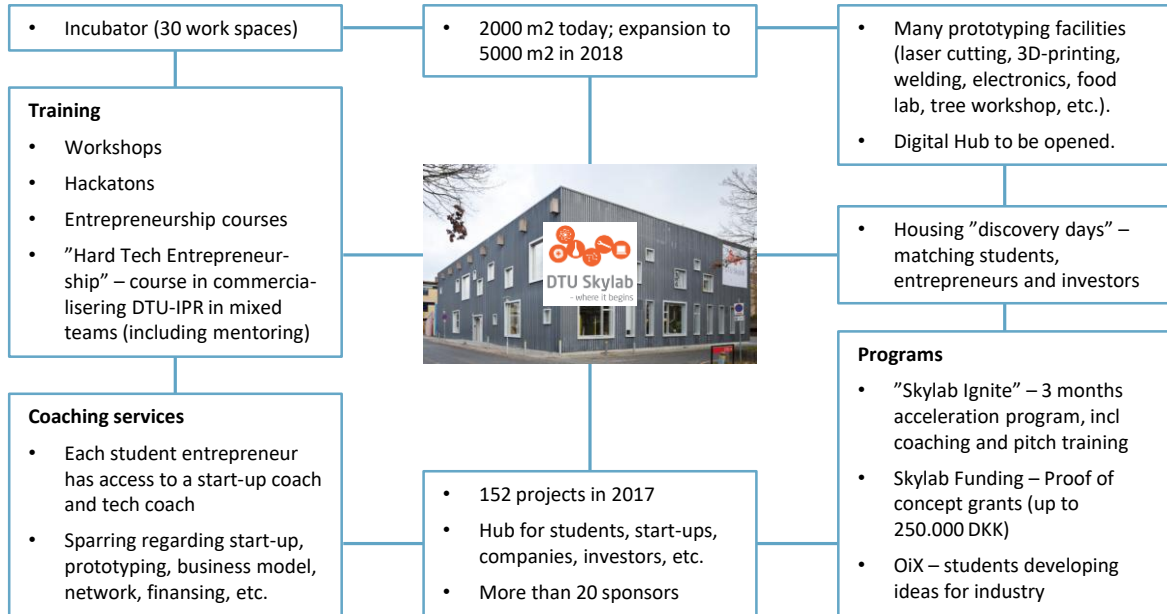 • Incubator (30 work spaces)
• 2000 m2 today; expansion to
5000 m2 in 2018
• Many prototyping facilities
(laser cutting, 3D-printing,
welding, electronics, food
lab, tree workshop, etc.).
• Digital Hub to be opened.
Training
• Workshops
• Hackatons
• Entrepreneurship courses
• ”Hard Tech Entrepreneur-
ship” – course in commercia-
lisering DTU-IPR in mixed
teams (including mentoring)
DTU Skylab
- where it begins
• Housing ”discovery days” –
matching students,
entrepreneurs and investors
Coaching services
• Each student entrepreneur
has access to a start-up coach
and tech coach
• Sparring regarding start-up,
prototyping, business model,
network, finansing, etc.
• 152 projects in 2017
• Hub for students, start-ups,
companies, investors, etc.
• More than 20 sponsors
Programs
• ”Skylab Ignite” – 3 months
acceleration program, incl
coaching and pitch training
• Skylab Funding – Proof of
concept grants (up to
250.000 DKK)
• OiX – students developing
ideas for industry